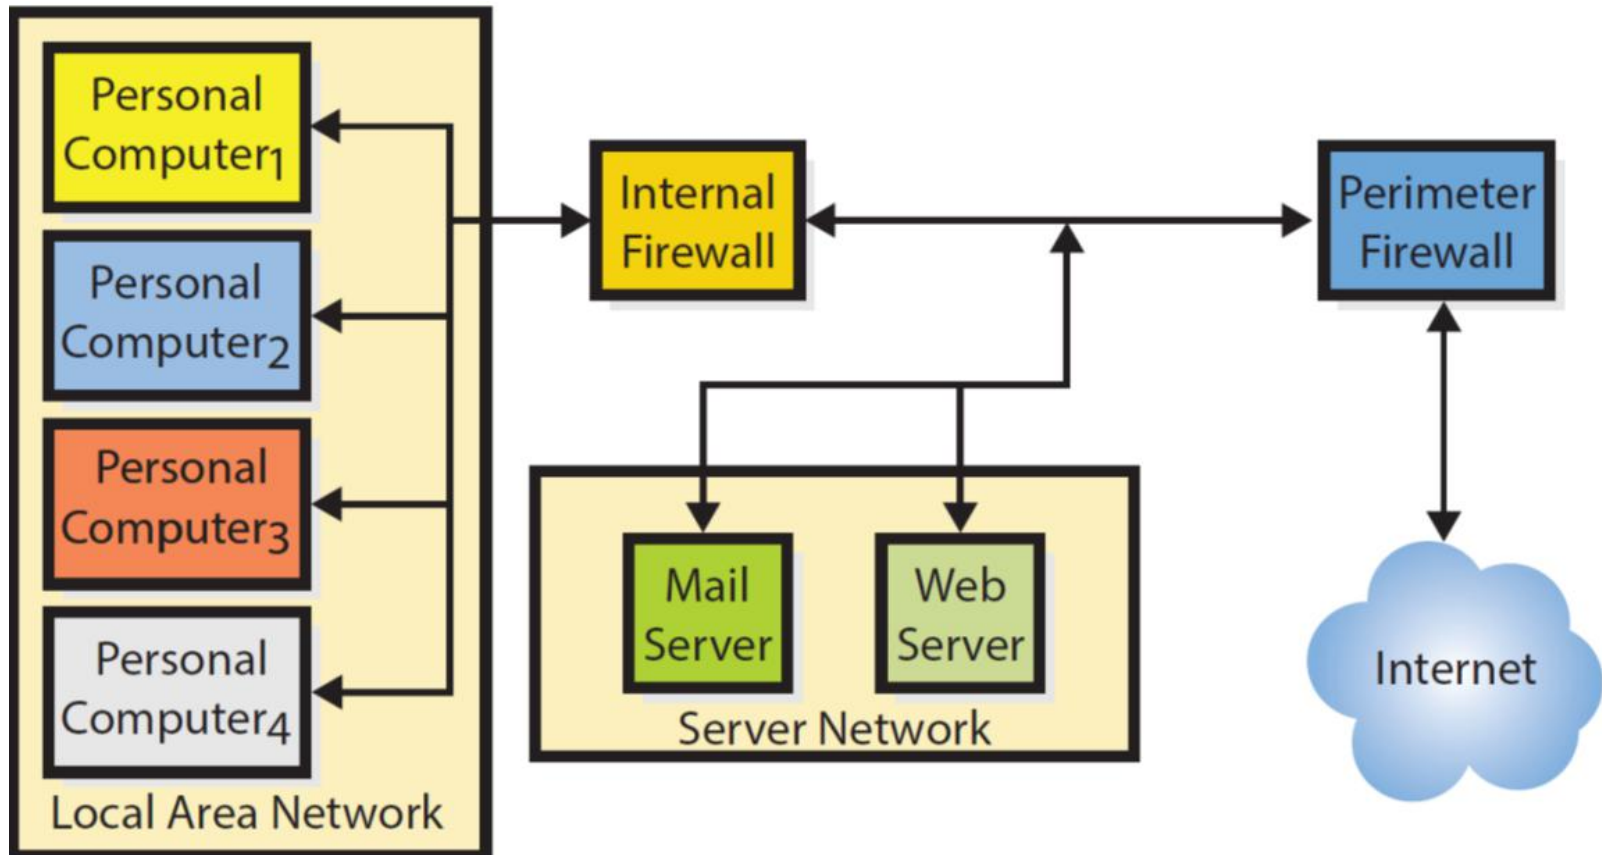 Personal
Computer₁
Personal
Computer₂
Personal
Computer₃
Personal
Computer₄
Local Area Network
Internal
Firewall
Perimeter
Firewall
Mail
Server
Web
Server
Server Network
Internet